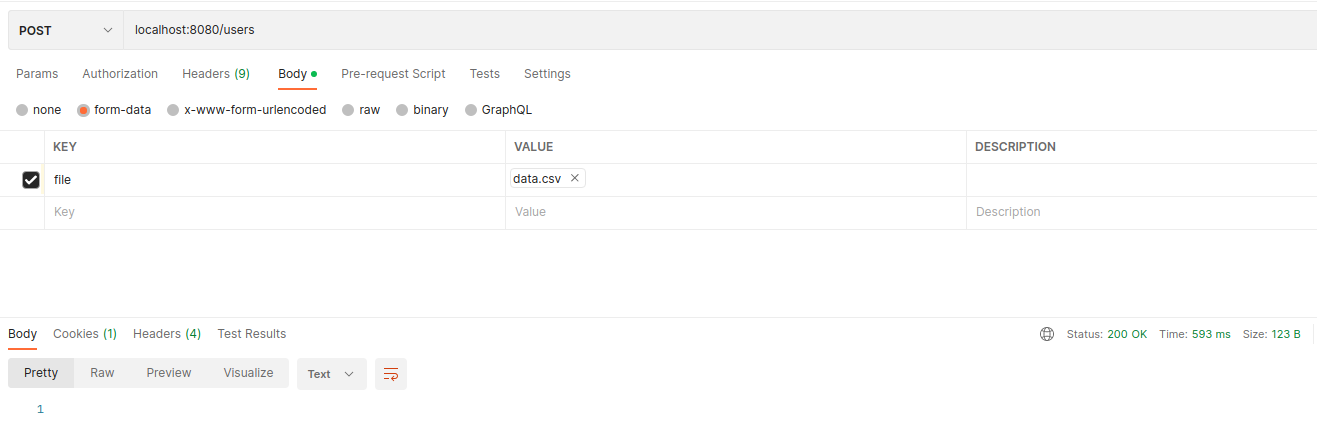 POST localhost:8080/users
Params Authorization Headers (9) Body Pre-request Script Tests Settings
none form-data x-www-form-urlencoded raw binary GraphQL
KEY VALUE DESCRIPTION
file data.csv
Key Value Description
Body Cookies (1) Headers (4) Test Results Status: 200 OK Time: 593 ms Size: 123 B
Pretty Raw Preview Visualize Text
1